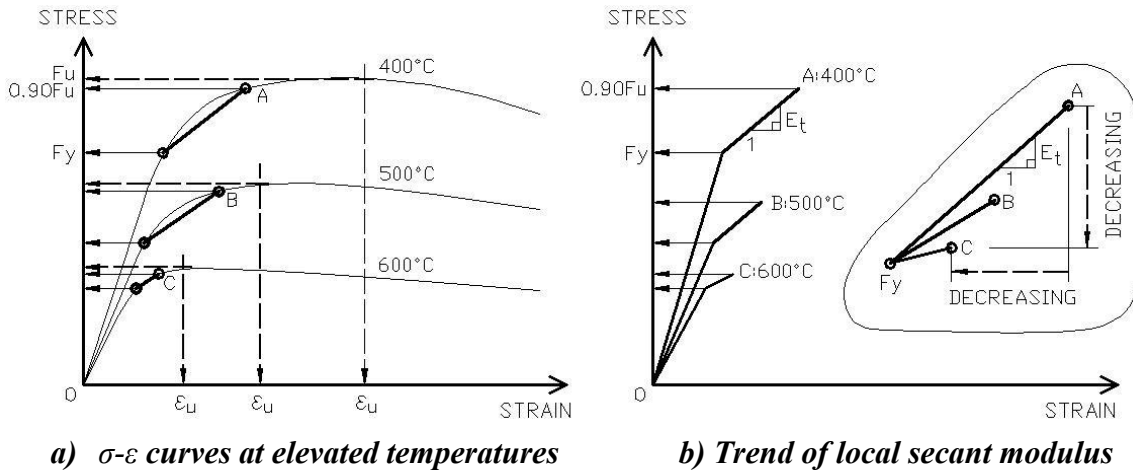 STRESS
Fu
0.90Fu
Fy
A
B
C
400°C
500°C
600°C
0
εu
εu
εu
STRAIN
a) σ-ε curves at elevated temperatures
STRESS
0.90Fu
Fy
A:400°C
Et
1
B:500°C
C:600°C
0
STRAIN
A
Et
1
B
C
Fy
DECREASING
DECREASING
b) Trend of local secant modulus